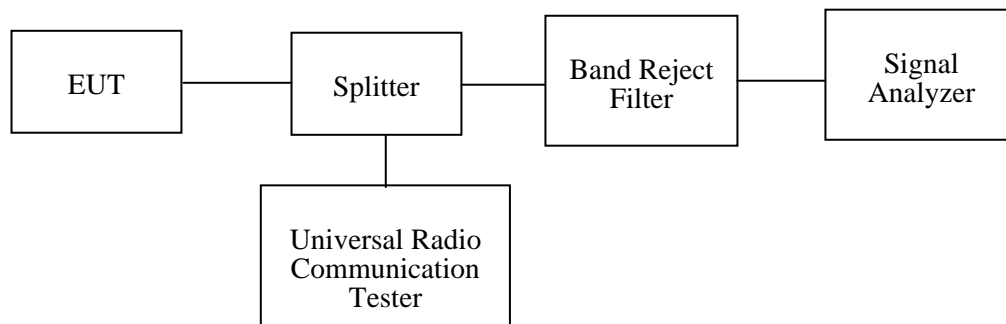 EUT
Splitter
Band Reject
Filter
Signal
Analyzer
Universal Radio
Communication
Tester